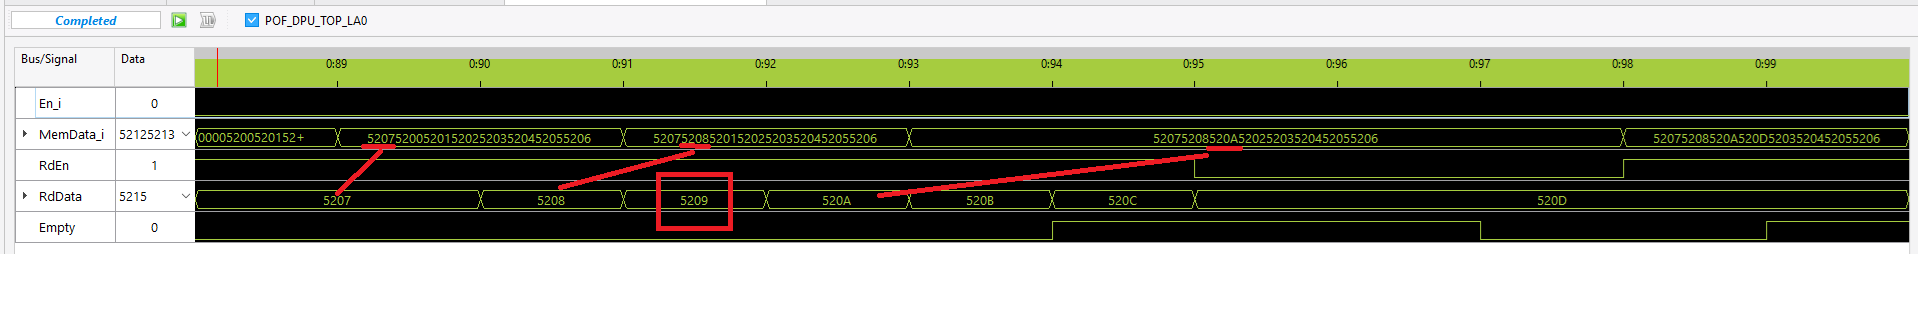 Completed POF_DPU_TOP_LA0
Bus/Signal Data 0:89 0:90 0:91 0:92 0:93 0:94 0:95 0:96 0:97 0:98 0:99
En_i 0
MemData_i 52125213 00005200520152+ 52075200520152025203520452055206 52075208520152025203520452055206 52075208520A52025203520452055206 52075208520A520D5203520452055206
RdEn 1
RdData 5215 5207 5208 5209 520A 520B 520C 520D
Empty 0